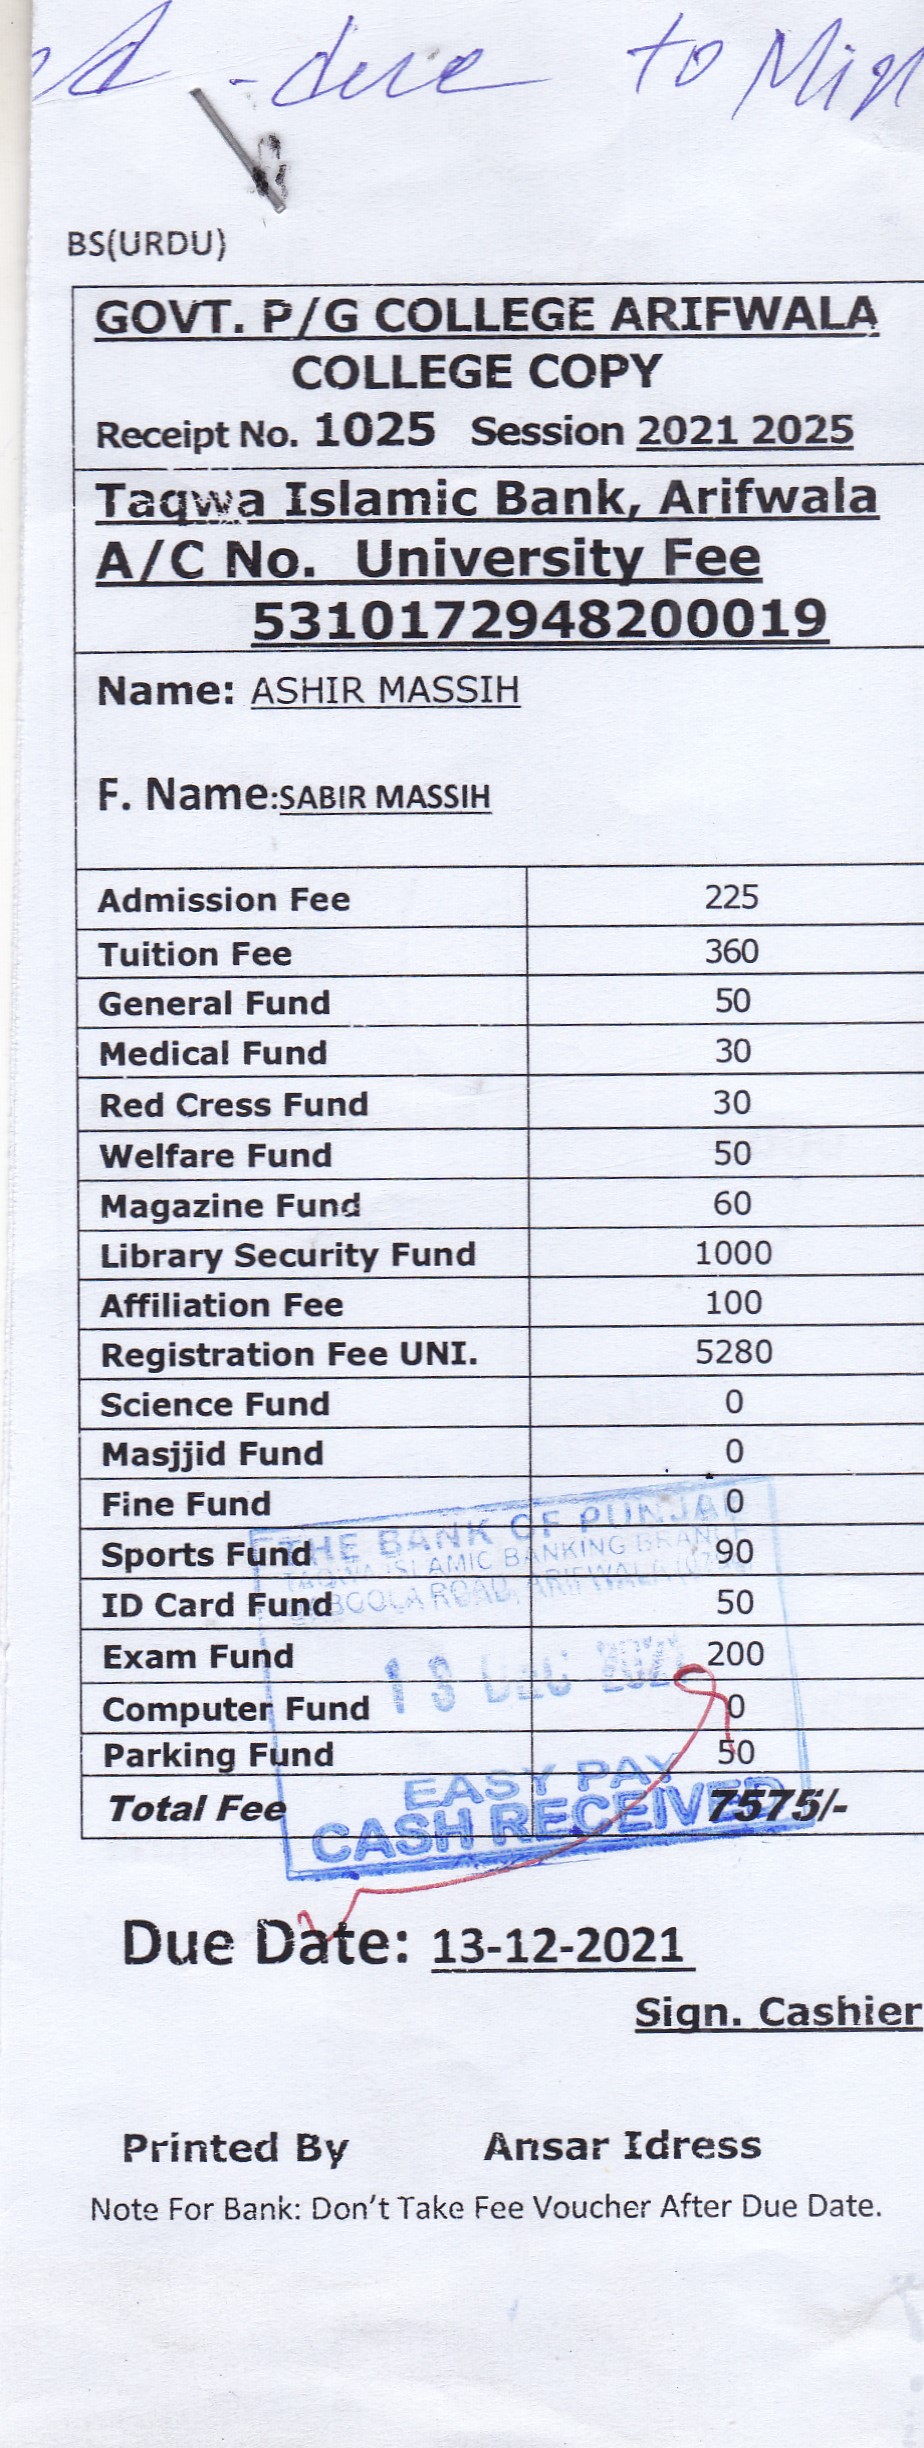 due to
BS(URDU)
GOVT. P/G COLLEGE ARIFWALA
COLLEGE COPY
Receipt No. 1025 Session 2021 2025
Taqwa Islamic Bank, Arifwala
A/C No. University Fee
5310172948200019
Name: ASHIR MASSIH
F. Name:SABIR MASSIH
Admission Fee 225
Tuition Fee 360
General Fund 50
Medical Fund 30
Red Cress Fund 30
Welfare Fund 50
Magazine Fund 60
Library Security Fund 1000
Affiliation Fee 100
Registration Fee UNI. 5280
Science Fund 0
Masjjid Fund 0
Fine Fund 0
THE BANK OF PUNJAB
Sports Fund 90
TAQWA ISLAMIC BANKING BRANCH
ID Card Fund 50
ROAD, ARIFWALA
Exam Fund 200
13 DEC 2021
Computer Fund 0
Parking Fund 50
EASY PAY
Total Fee 7575/-
CASH RECEIVED
Due Date: 13-12-2021
Sign. Cashier
Printed By Ansar Idress
Note For Bank: Don't Take Fee Voucher After Due Date.